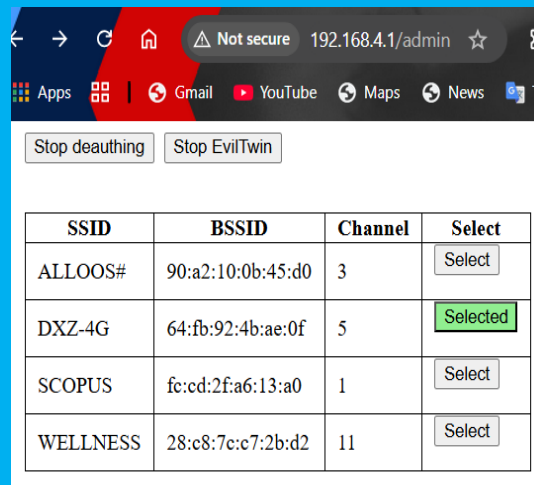 Not secure 192.168.4.1/admin
Apps Gmail YouTube Maps News
Stop deauthing Stop EvilTwin
SSID BSSID Channel Select
ALLOOS# 90:a2:10:0b:45:d0 3 Select
DXZ-4G 64:fb:92:4b:ae:0f 5 Selected
SCOPUS fc:cd:2f:a6:13:a0 1 Select
WELLNESS 28:c8:7c:c7:2b:d2 11 Select